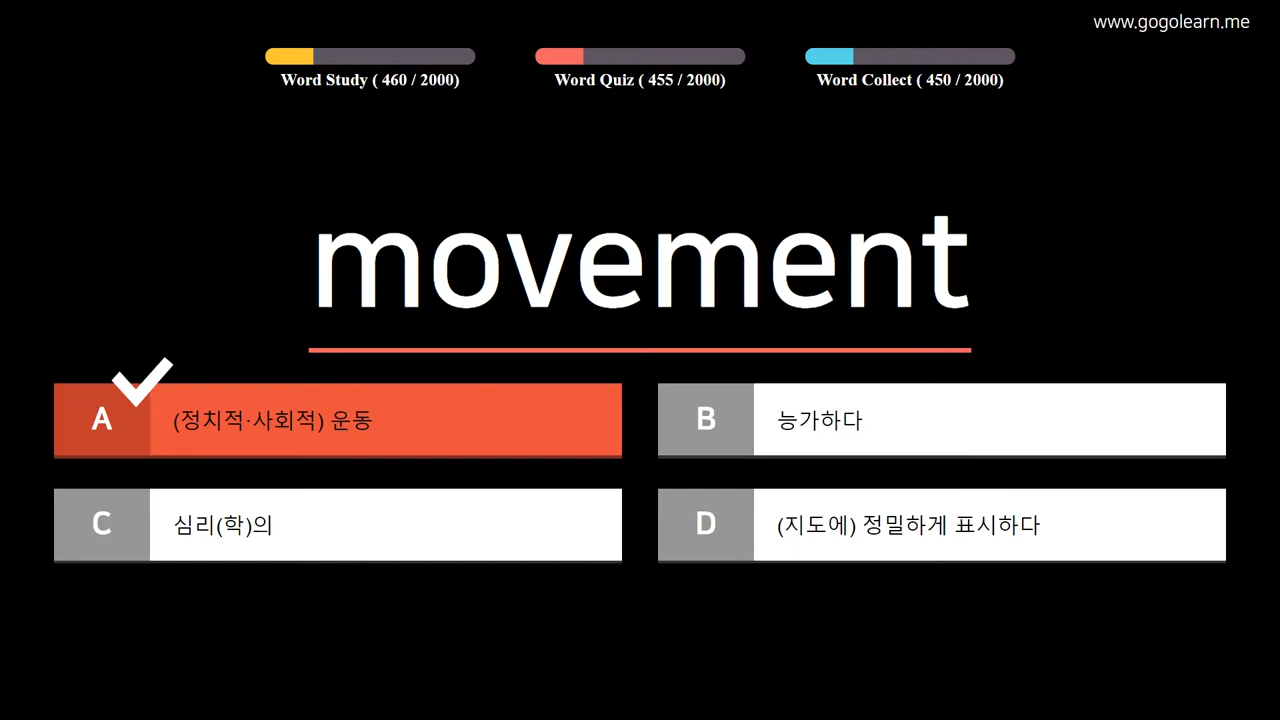 www.gogolearn.me
Word Study ( 460 / 2000)
Word Quiz ( 455 / 2000)
Word Collect ( 450 / 2000)
movement
A (정치적·사회적) 운동
B 능가하다
C 심리(학)의
D (지도에) 정밀하게 표시하다